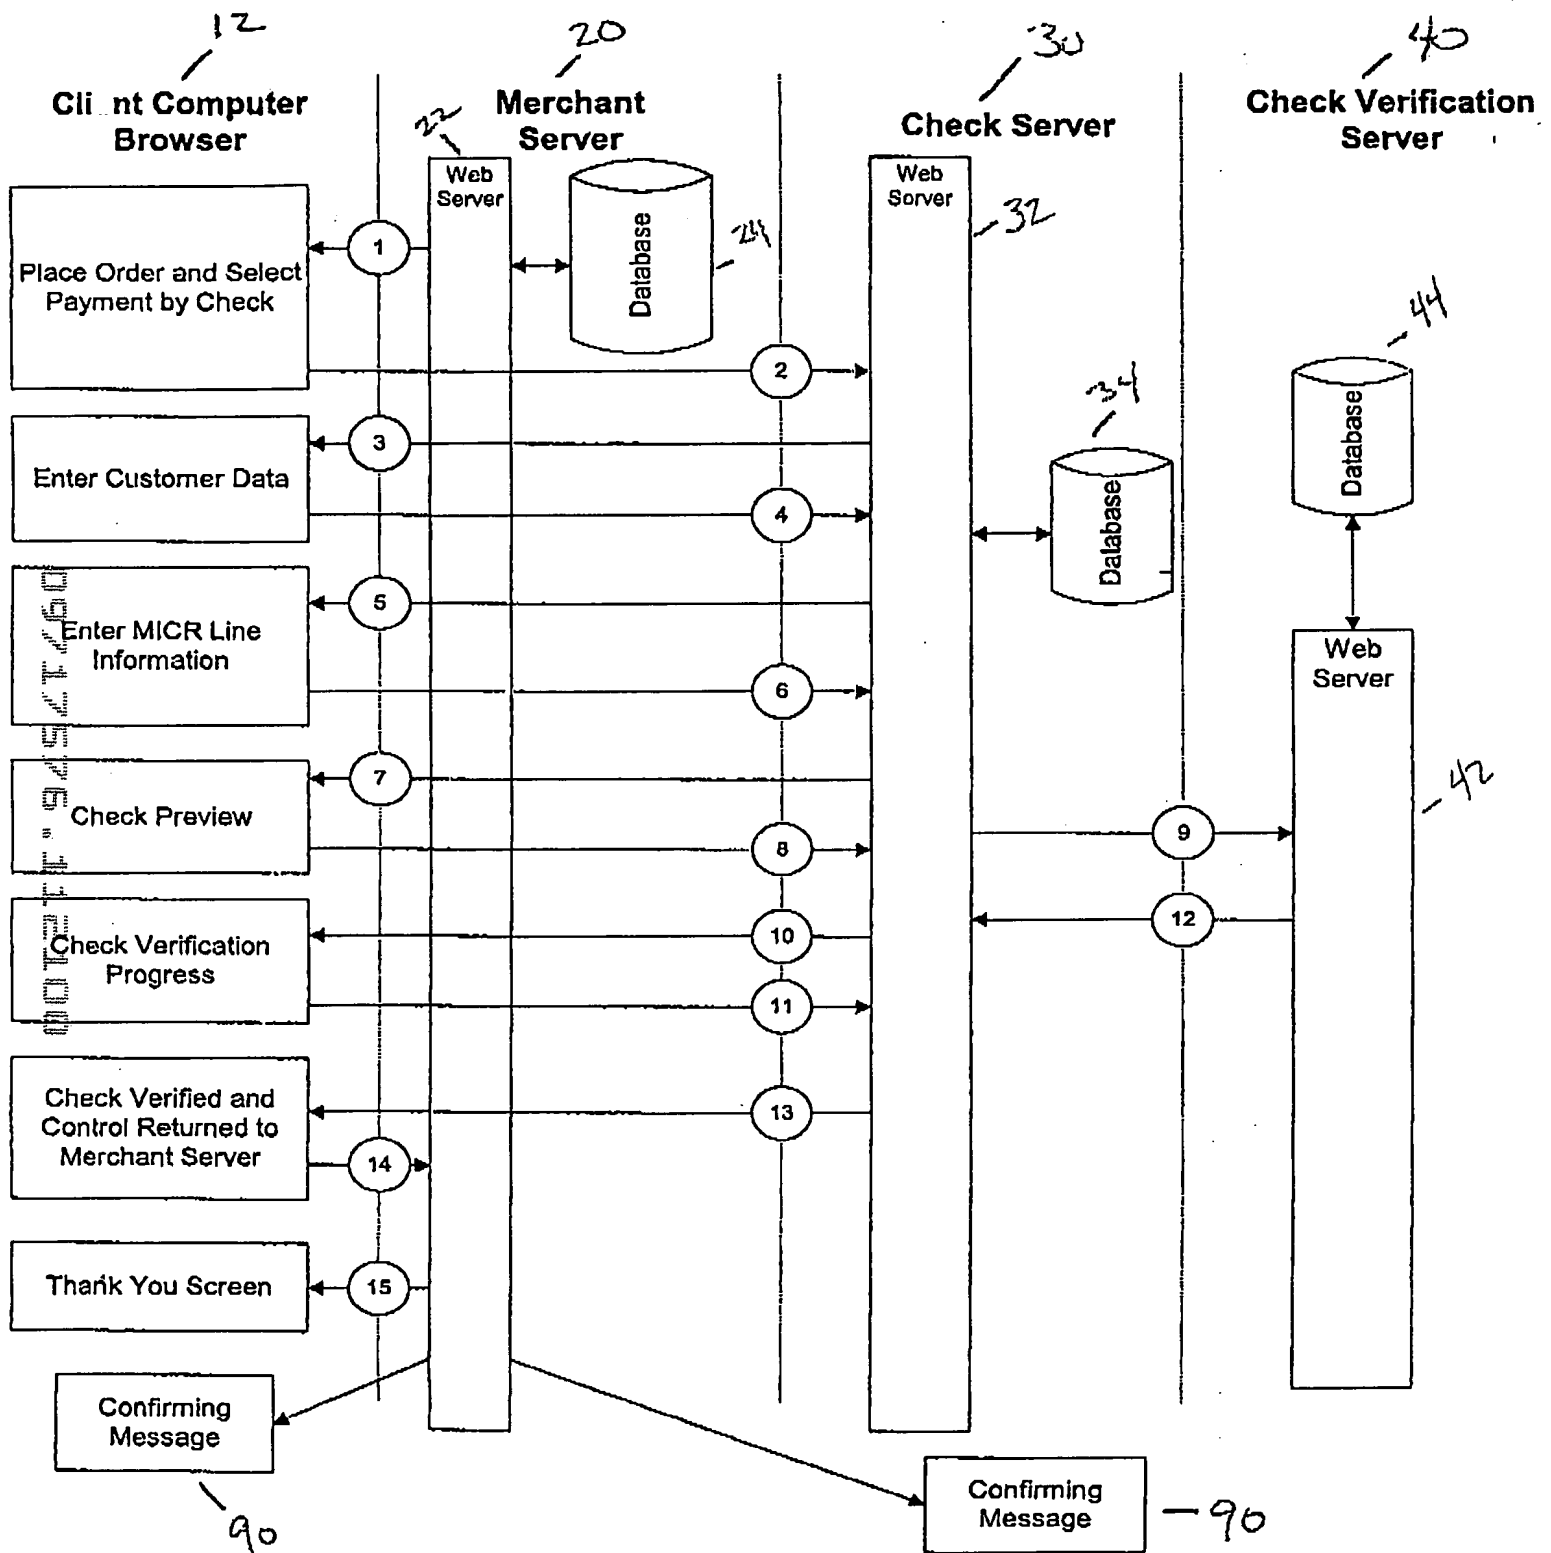 12
20
30
40
Cli nt Computer
Browser
Merchant
Server
Check Server
Check Verification
Server
22
Web
Server
Database
24
Web
Sorver
32
1
Place Order and Select
Payment by Check
2
44
Database
34
Database
3
Enter Customer Data
4
5
Enter MICR Line
Information
6
Web
Server
7
Check Preview
8
9
42
10
Check Verification
Progress
11
12
09717576.112100
Check Verified and
Control Returned to
Merchant Server
13
14
Thank You Screen
15
Confirming
Message
90
Confirming
Message
90